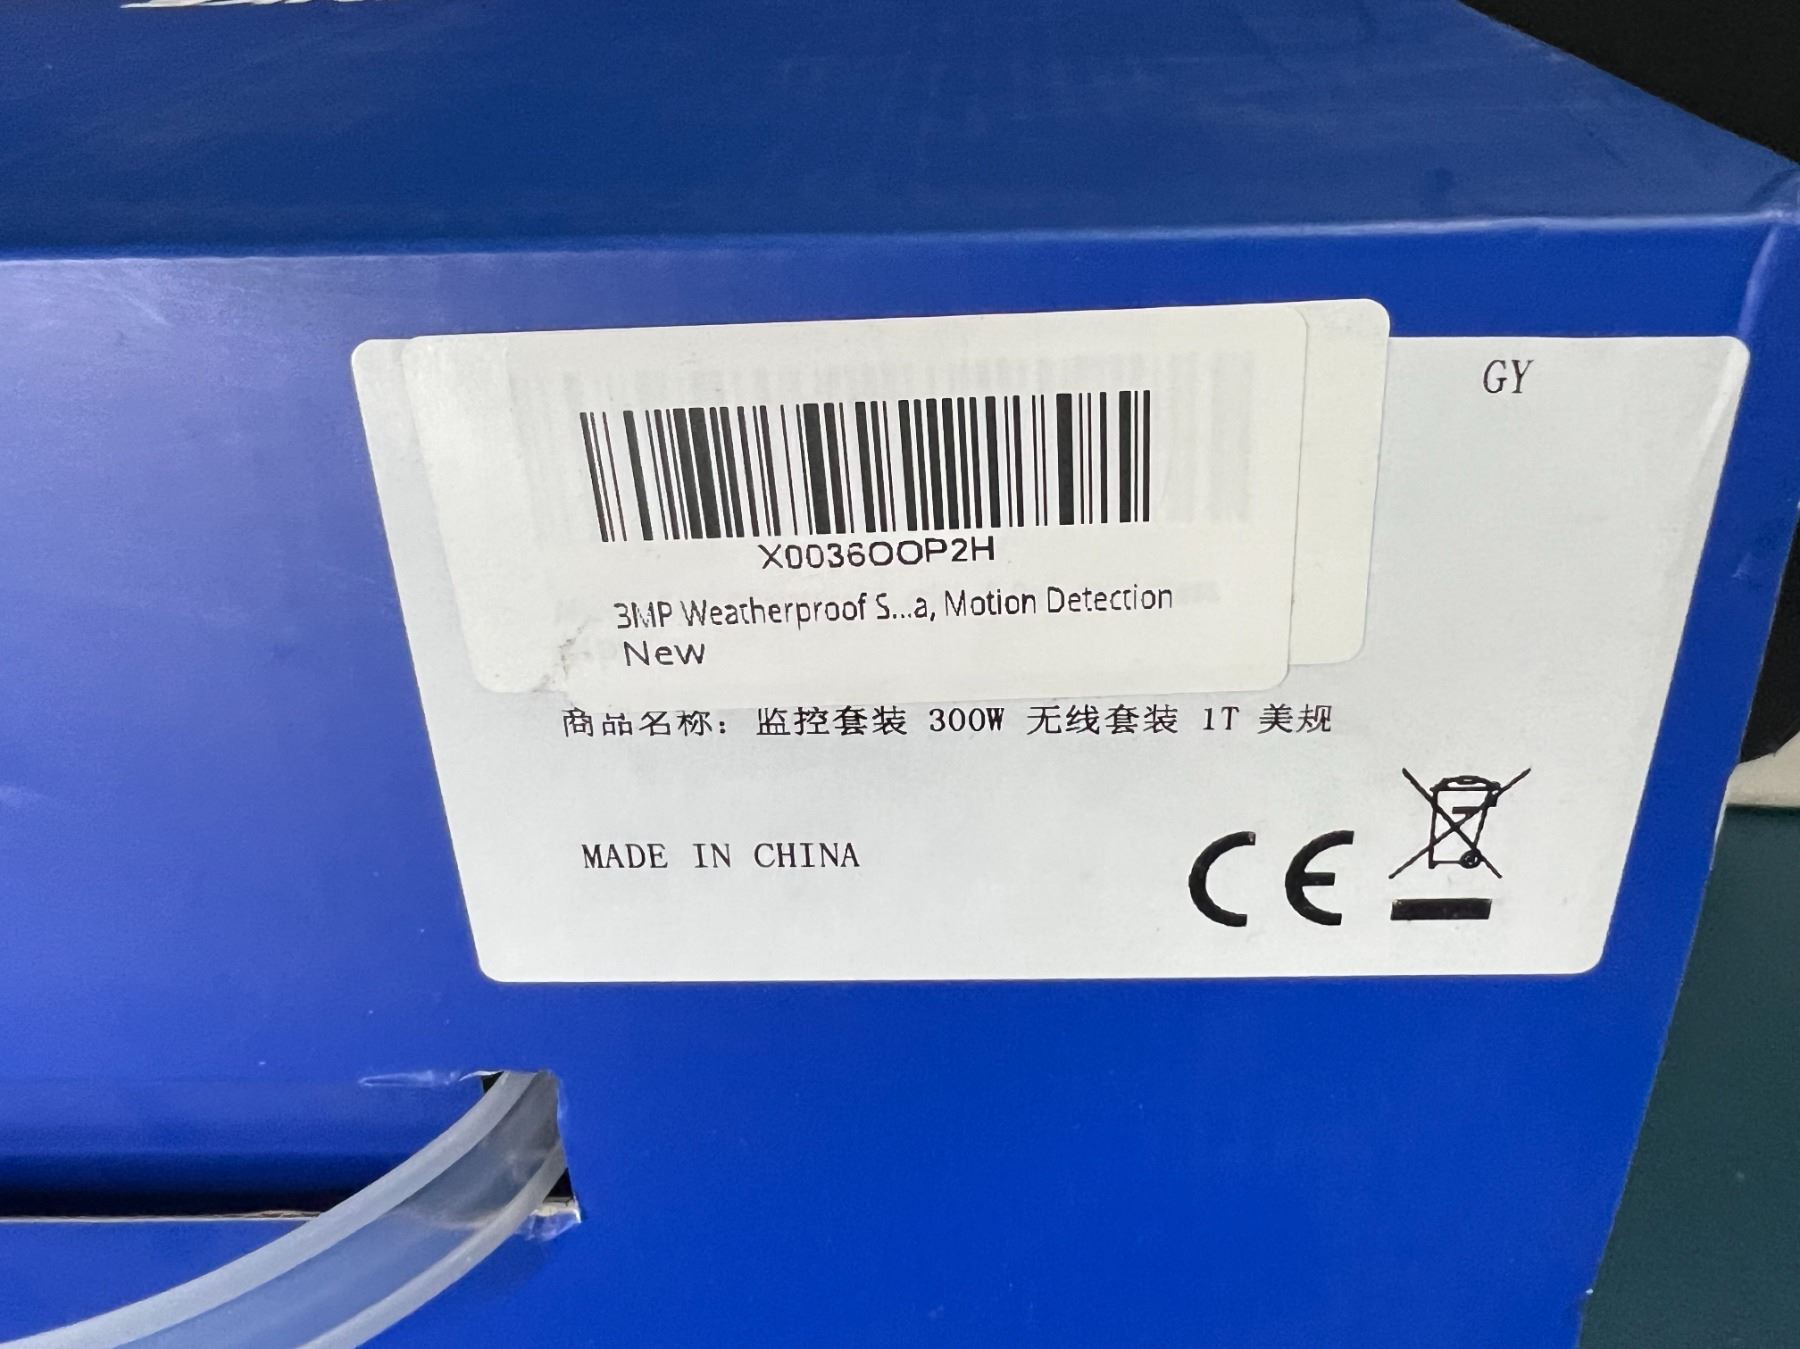 GY
X0036OOP2H
3MP Weatherproof S...a, Motion Detection
New
商品名称: 监控套装 300W 无线套装 1T 美规
MADE IN CHINA
CE